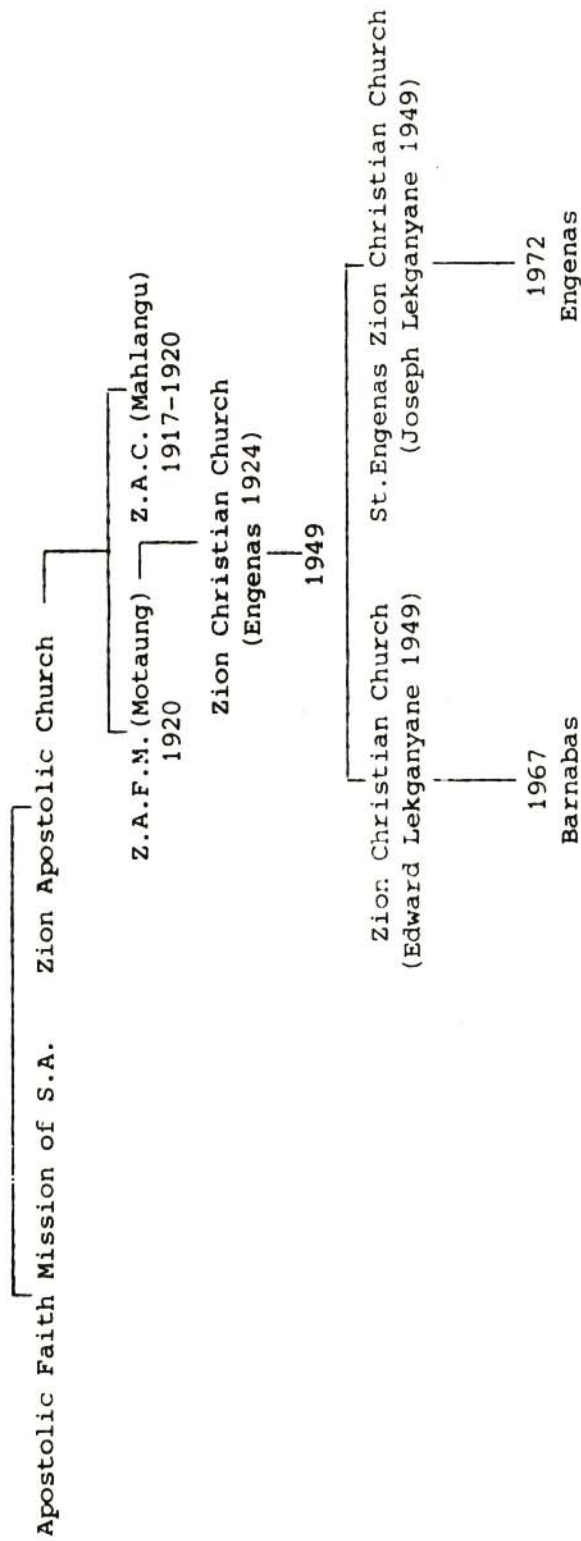 Apostolic Faith Mission of S.A. Zion Apostolic Church
Z.A.F.M. (Motaung) Z.A.C. (Mahlangu)
1920 1917-1920
Zion Christian Church
(Engenas 1924)
1949
Zion Christian Church St.Engenas Zion Christian Church
(Edward Lekganyane 1949) (Joseph Lekganyane 1949)
1967 1972
Barnabas Engenas